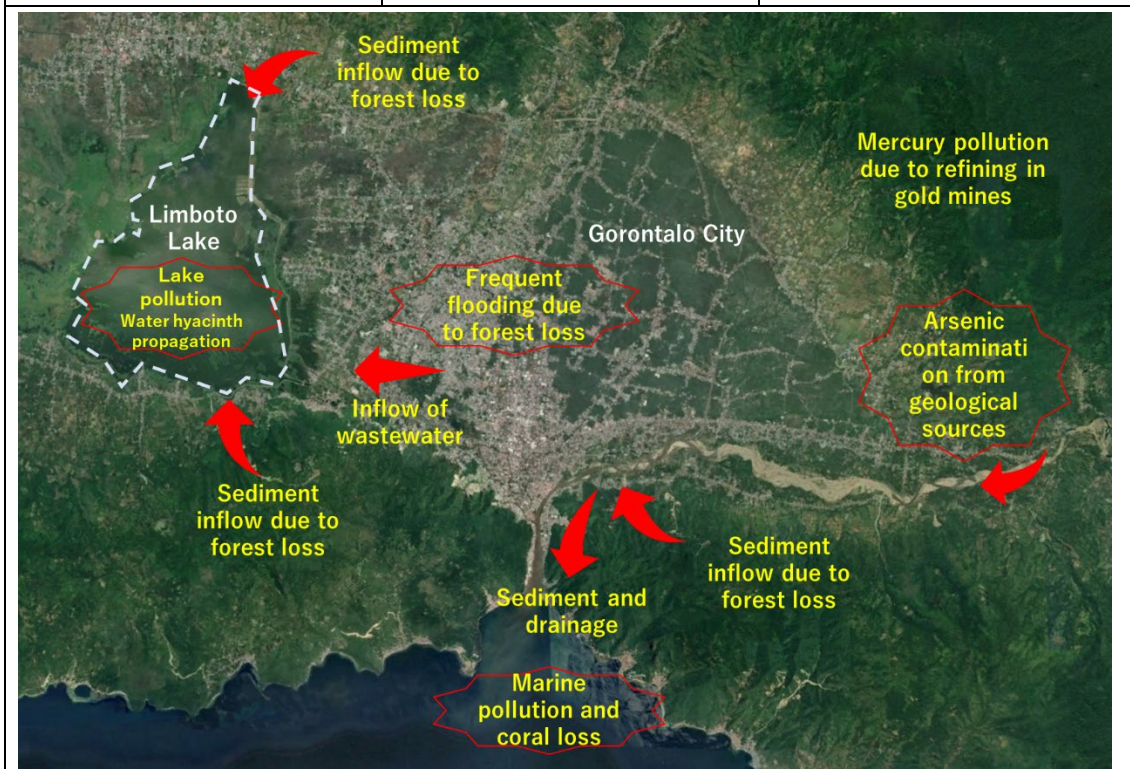 Sediment
inflow due to
forest loss
Mercury pollution
due to refining in
gold mines
Limboto
Lake
Gorontalo City
Lake
pollution
Water hyacinth
propagation
Frequent
flooding due
to forest loss
Arsenic
contaminati
on from
geological
sources
Inflow of
wastewater
Sediment
inflow due to
forest loss
Sediment
inflow due to
forest loss
Sediment and
drainage
Marine
pollution and
coral loss